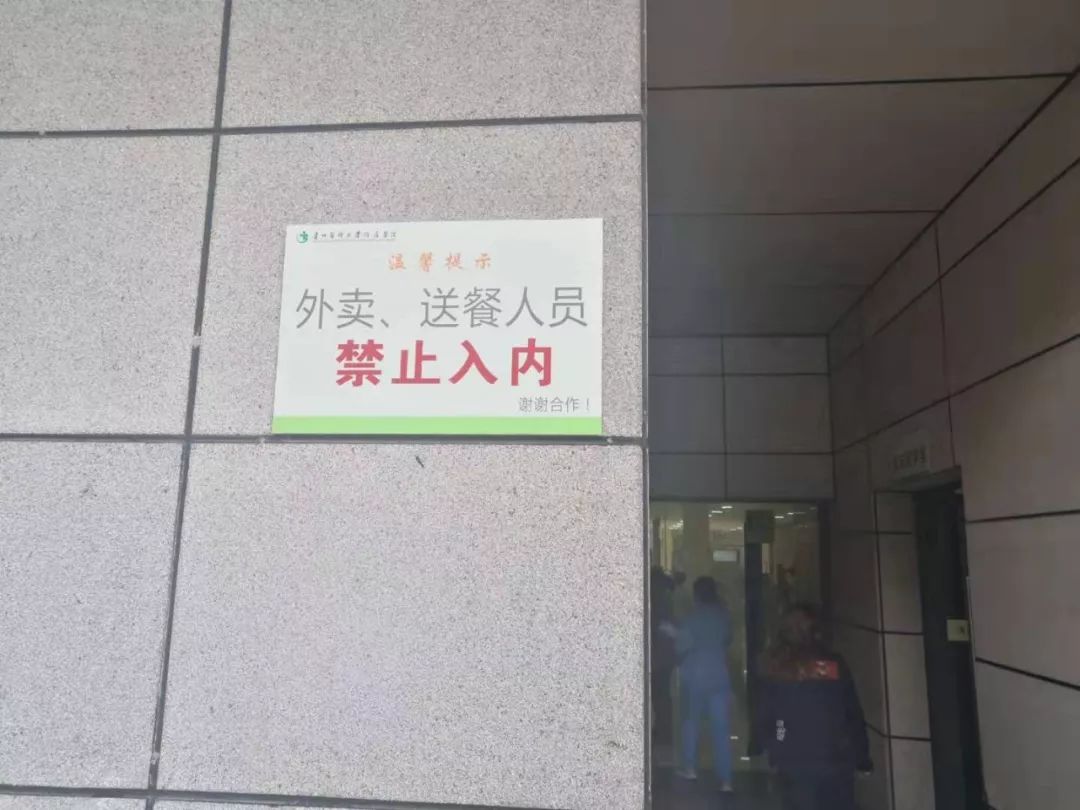 温馨提示
外卖、送餐人员
禁止入内
谢谢合作！